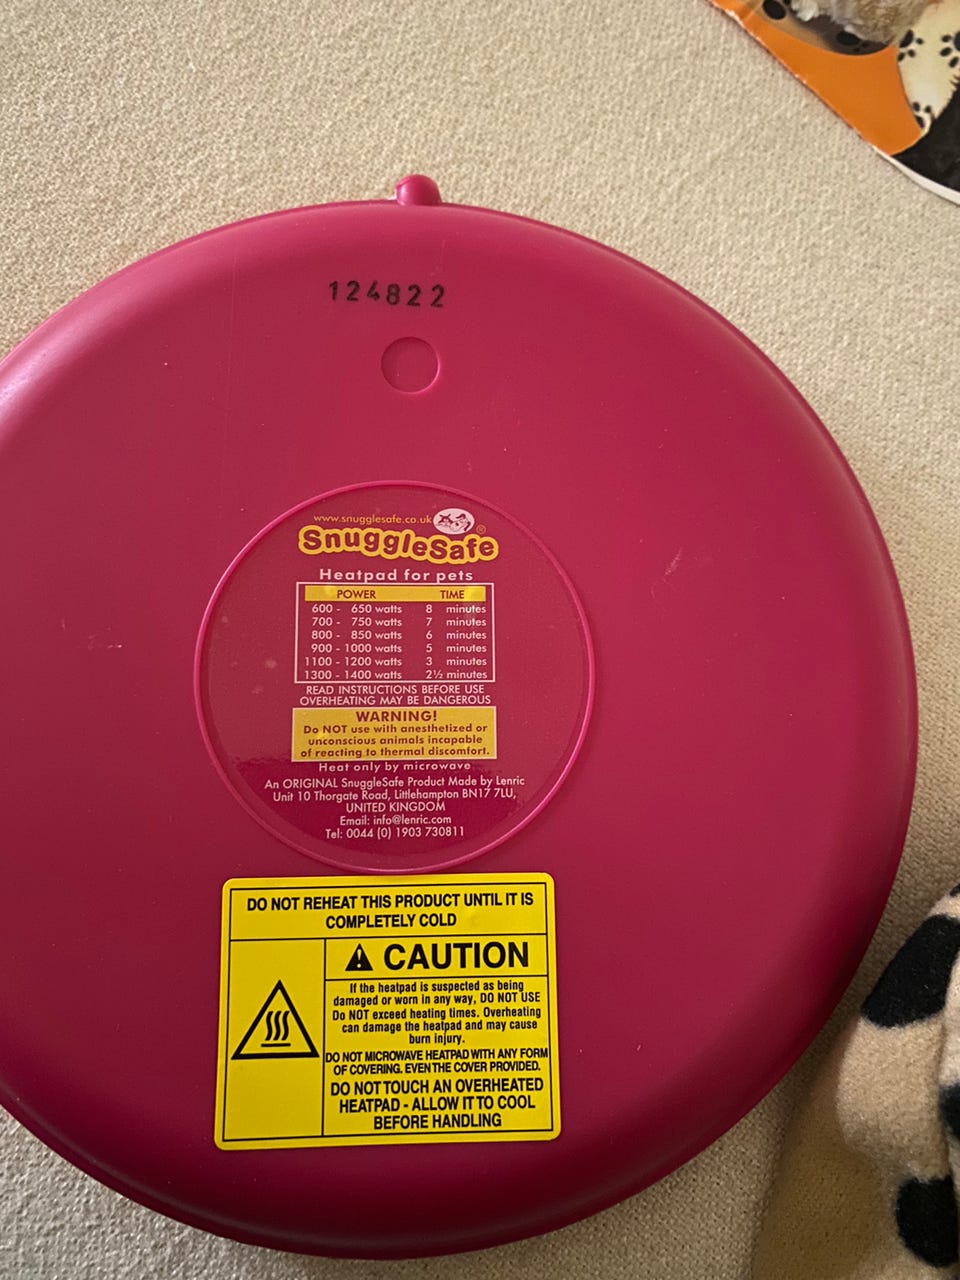 124822
www.snugglesafe.co.uk
SnuggleSafe®
Heatpad for pets
POWER TIME
600 - 650 watts 8 minutes
700 - 750 watts 7 minutes
800 - 850 watts 6 minutes
900 - 1000 watts 5 minutes
1100 - 1200 watts 3 minutes
1300 - 1400 watts 2½ minutes
READ INSTRUCTIONS BEFORE USE
OVERHEATING MAY BE DANGEROUS
WARNING!
Do NOT use with anesthetized or
unconscious animals incapable
of reacting to thermal discomfort.
Heat only by microwave
An ORIGINAL SnuggleSafe Product Made by Lenric
Unit 10 Thorgate Road, Littlehampton BN17 7LU,
UNITED KINGDOM
Email: info@lenric.com
Tel: 0044 (0) 1903 730811
DO NOT REHEAT THIS PRODUCT UNTIL IT IS
COMPLETELY COLD
CAUTION
If the heatpad is suspected as being
damaged or worn in any way, DO NOT USE
Do NOT exceed heating times. Overheating
can damage the heatpad and may cause
burn injury.
DO NOT MICROWAVE HEATPAD WITH ANY FORM
OF COVERING. EVEN THE COVER PROVIDED.
DO NOT TOUCH AN OVERHEATED
HEATPAD - ALLOW IT TO COOL
BEFORE HANDLING